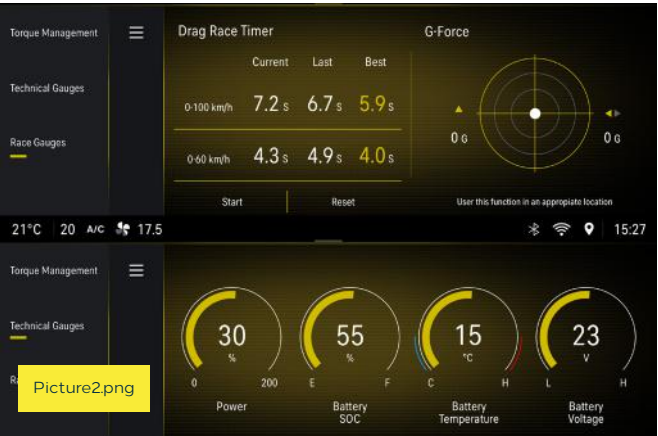 Torque Management
Technical Gauges
Race Gauges
Drag Race Timer
Current Last Best
0-100 km/h 7.2 s 6.7 s 5.9 s
0-60 km/h 4.3 s 4.9 s 4.0 s
Start Reset
G-Force
0 G 0 G
User this function in an appropiate location
21°C 20 A/C 17.5 15:27
Torque Management
Technical Gauges
Picture2.png
30 55 15 23
% % °C V
0 200 E F C H L H
Power Battery SOC Battery Temperature Battery Voltage